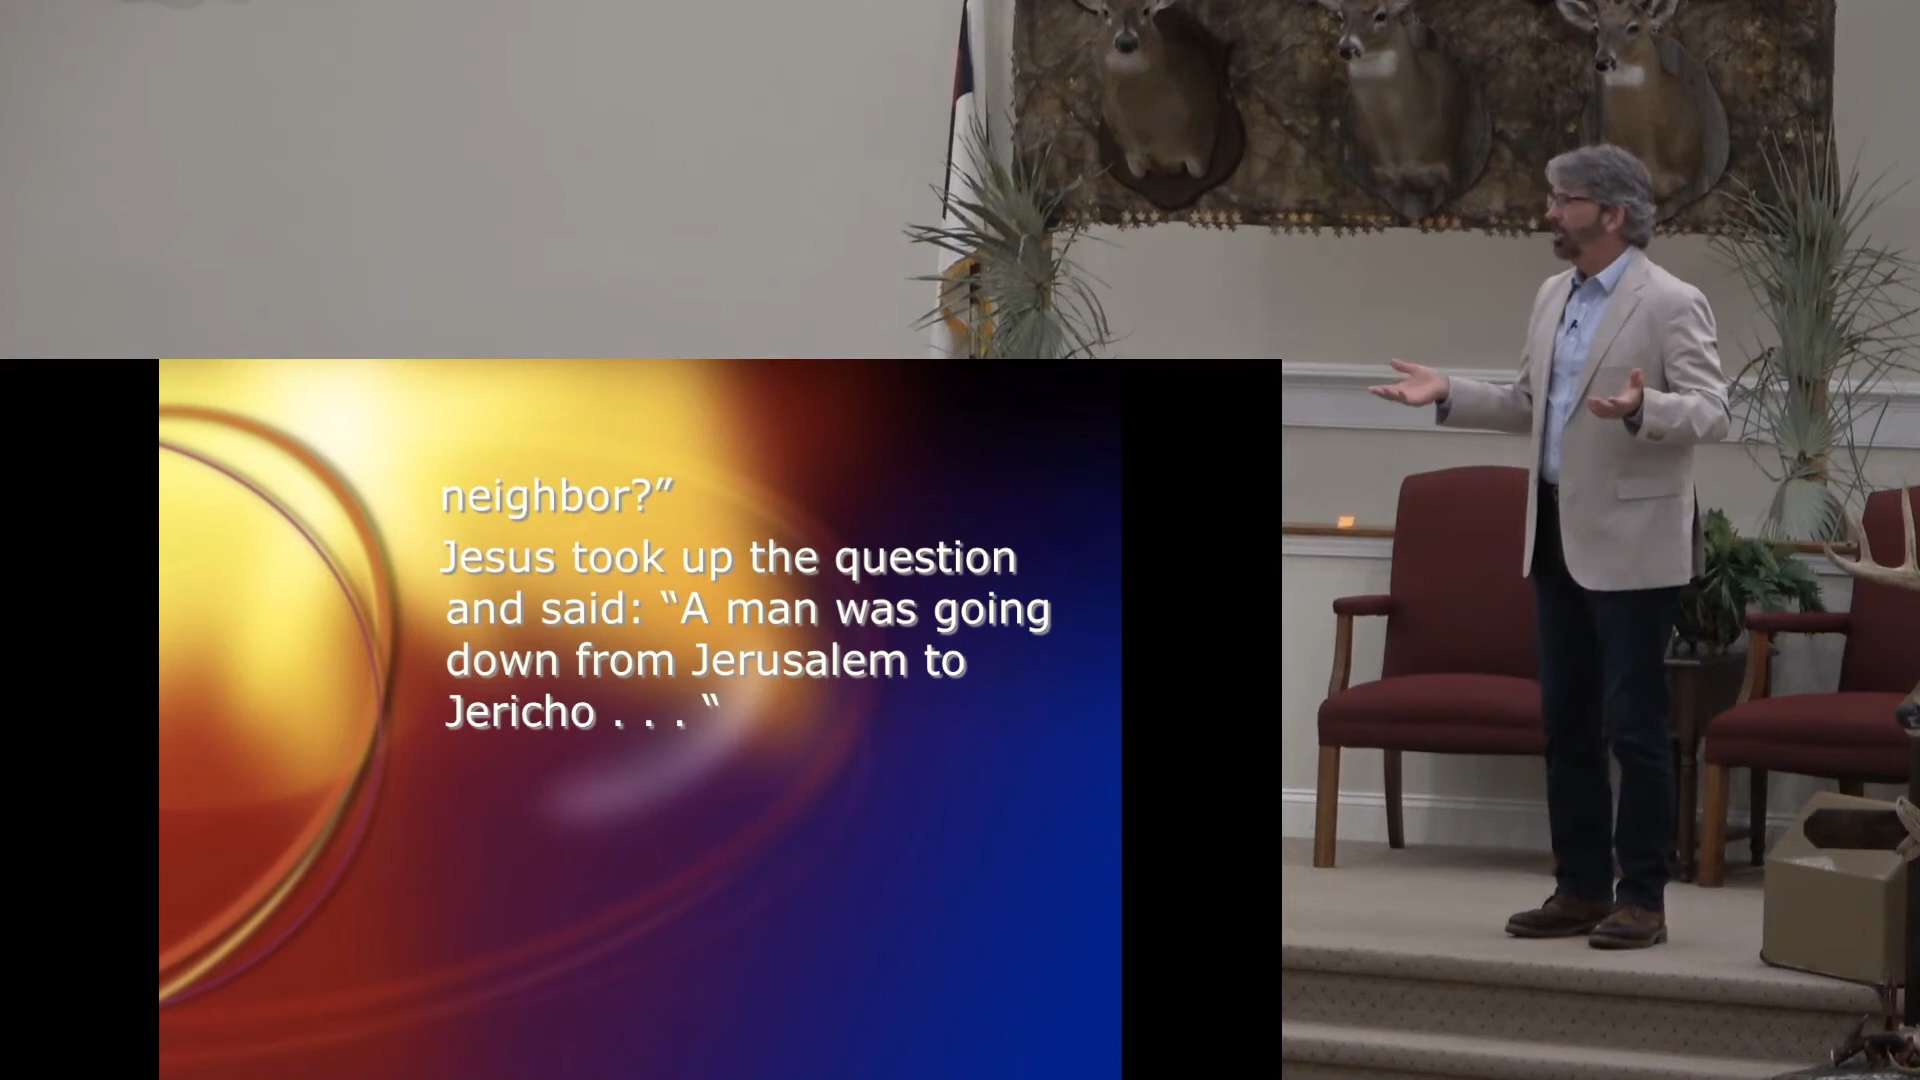 neighbor?”
Jesus took up the question
and said: “A man was going
down from Jerusalem to
Jericho . . . “